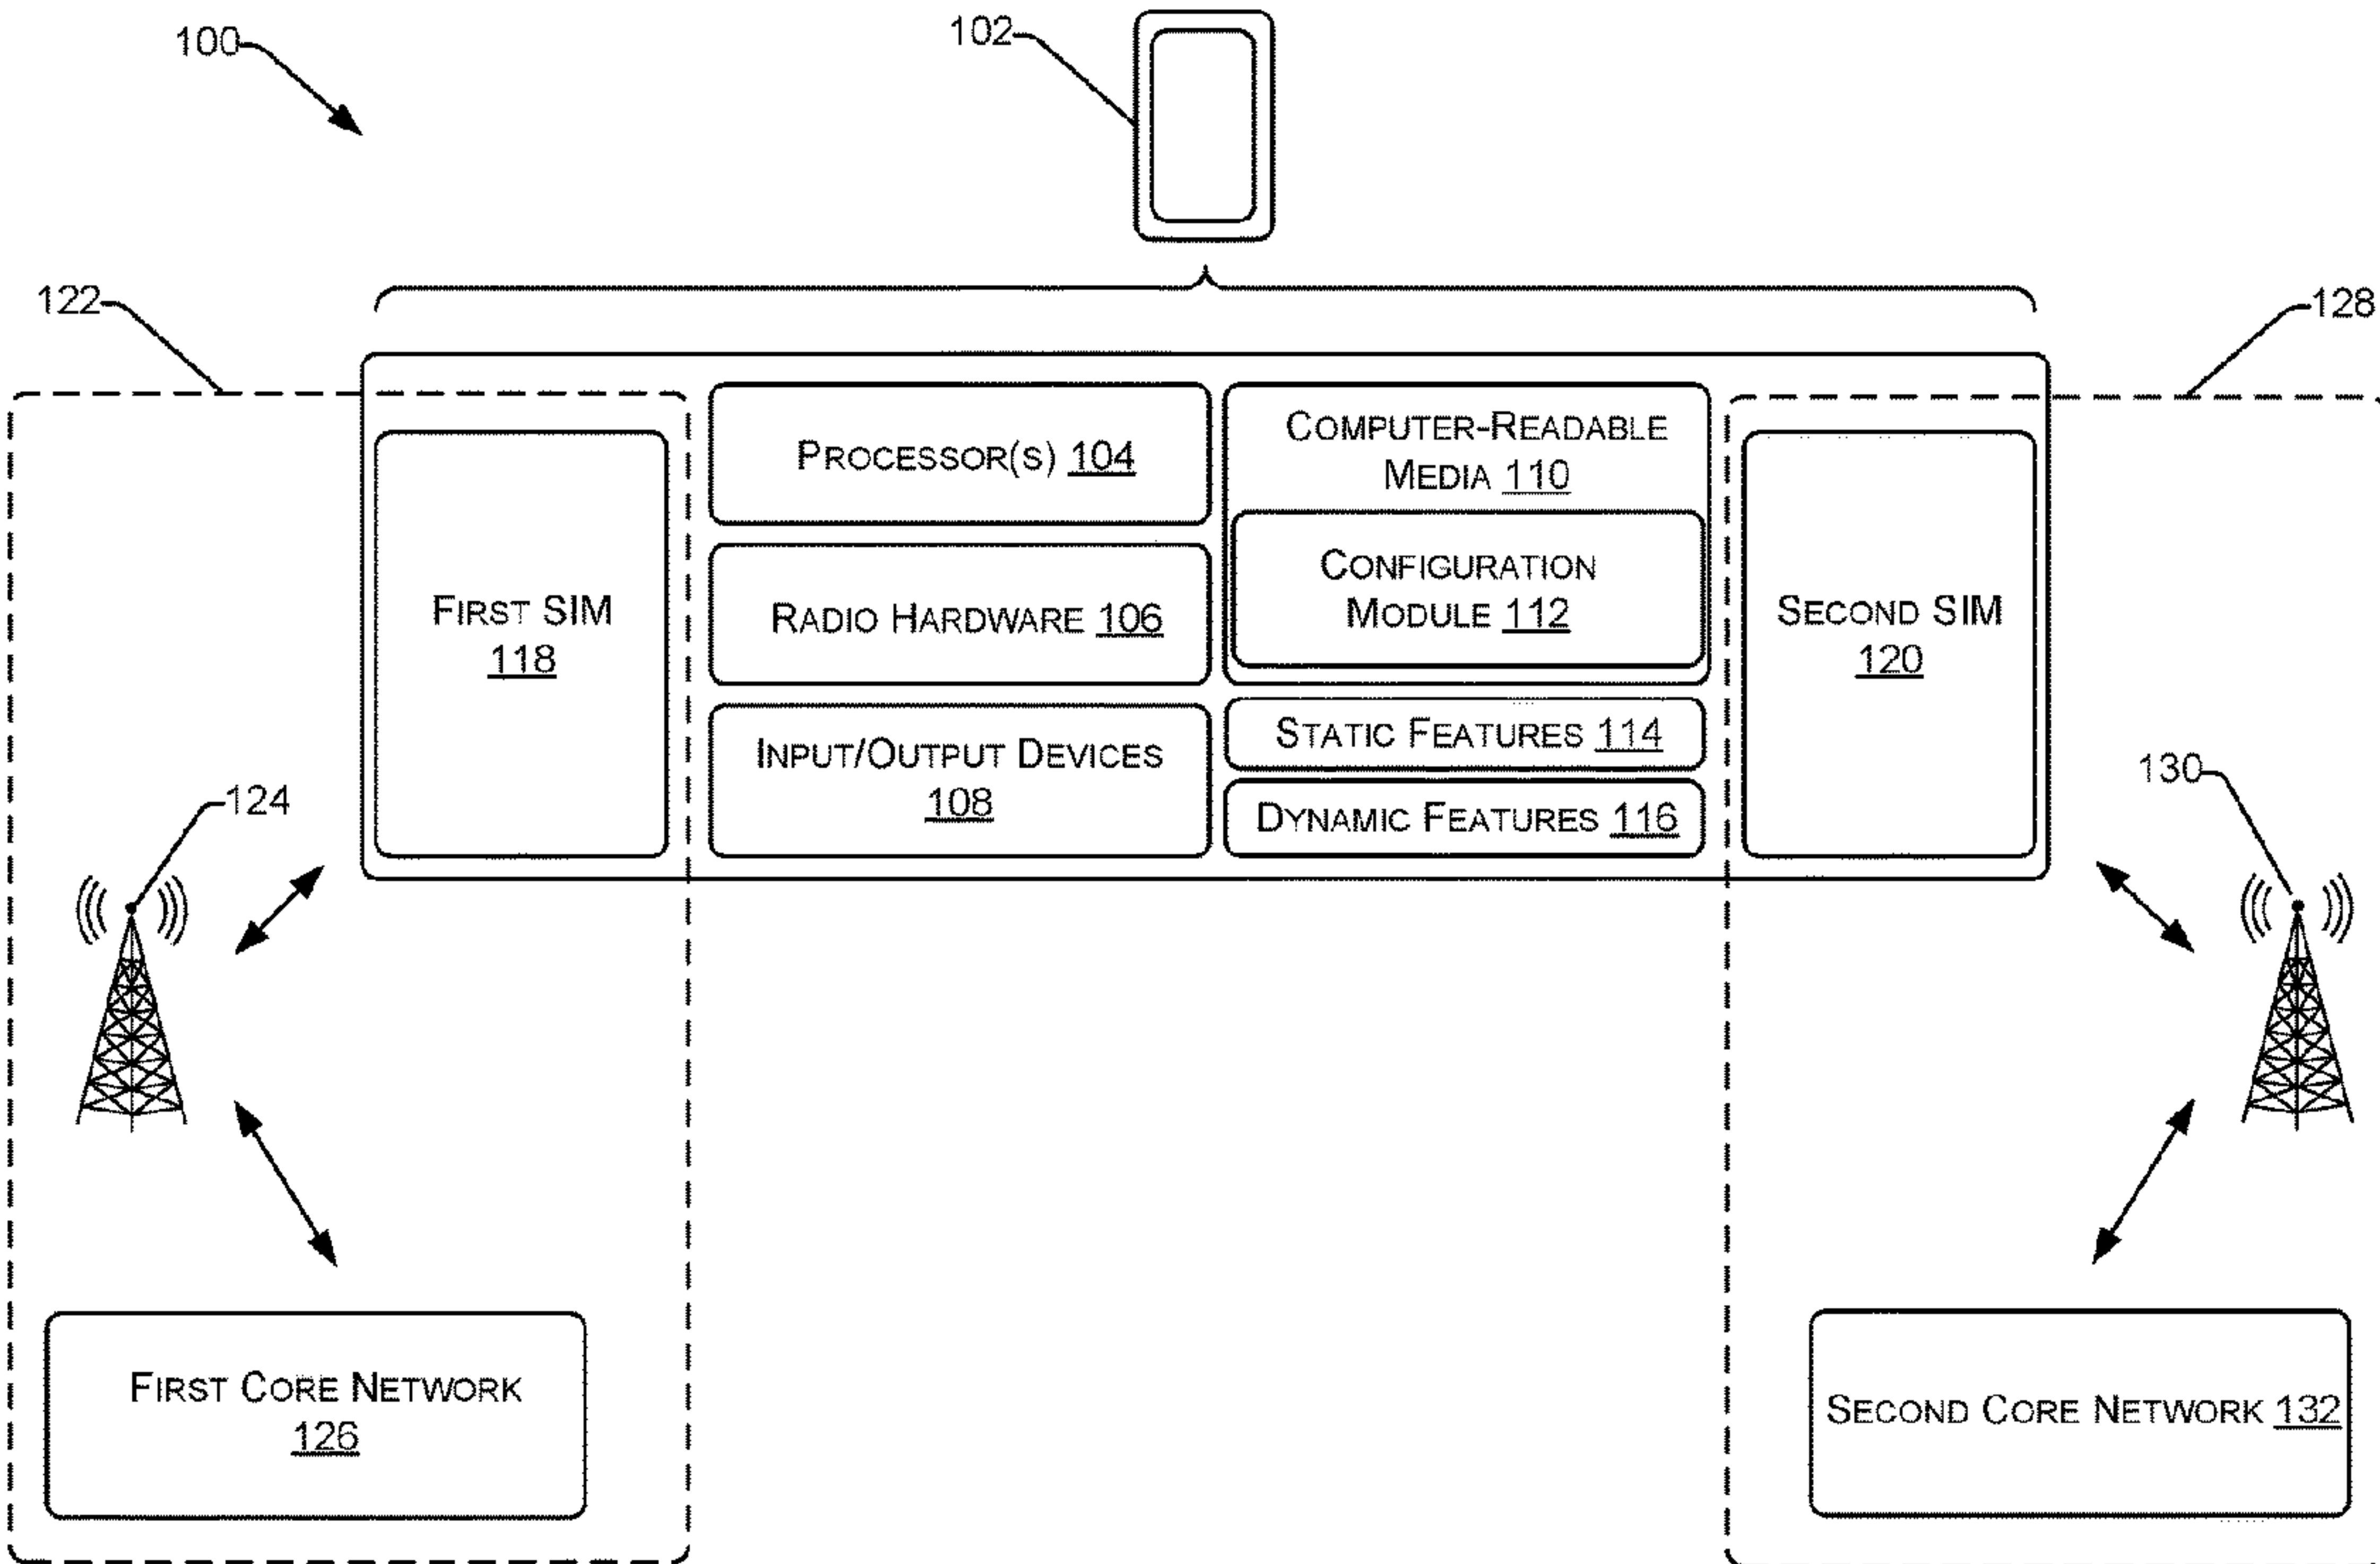 100
102
122
128
FIRST SIM
118
PROCESSOR(S) 104
RADIO HARDWARE 106
INPUT/OUTPUT DEVICES
108
COMPUTER-READABLE
MEDIA 110
CONFIGURATION
MODULE 112
STATIC FEATURES 114
DYNAMIC FEATURES 116
SECOND SIM
120
124
130
FIRST CORE NETWORK
126
SECOND CORE NETWORK 132